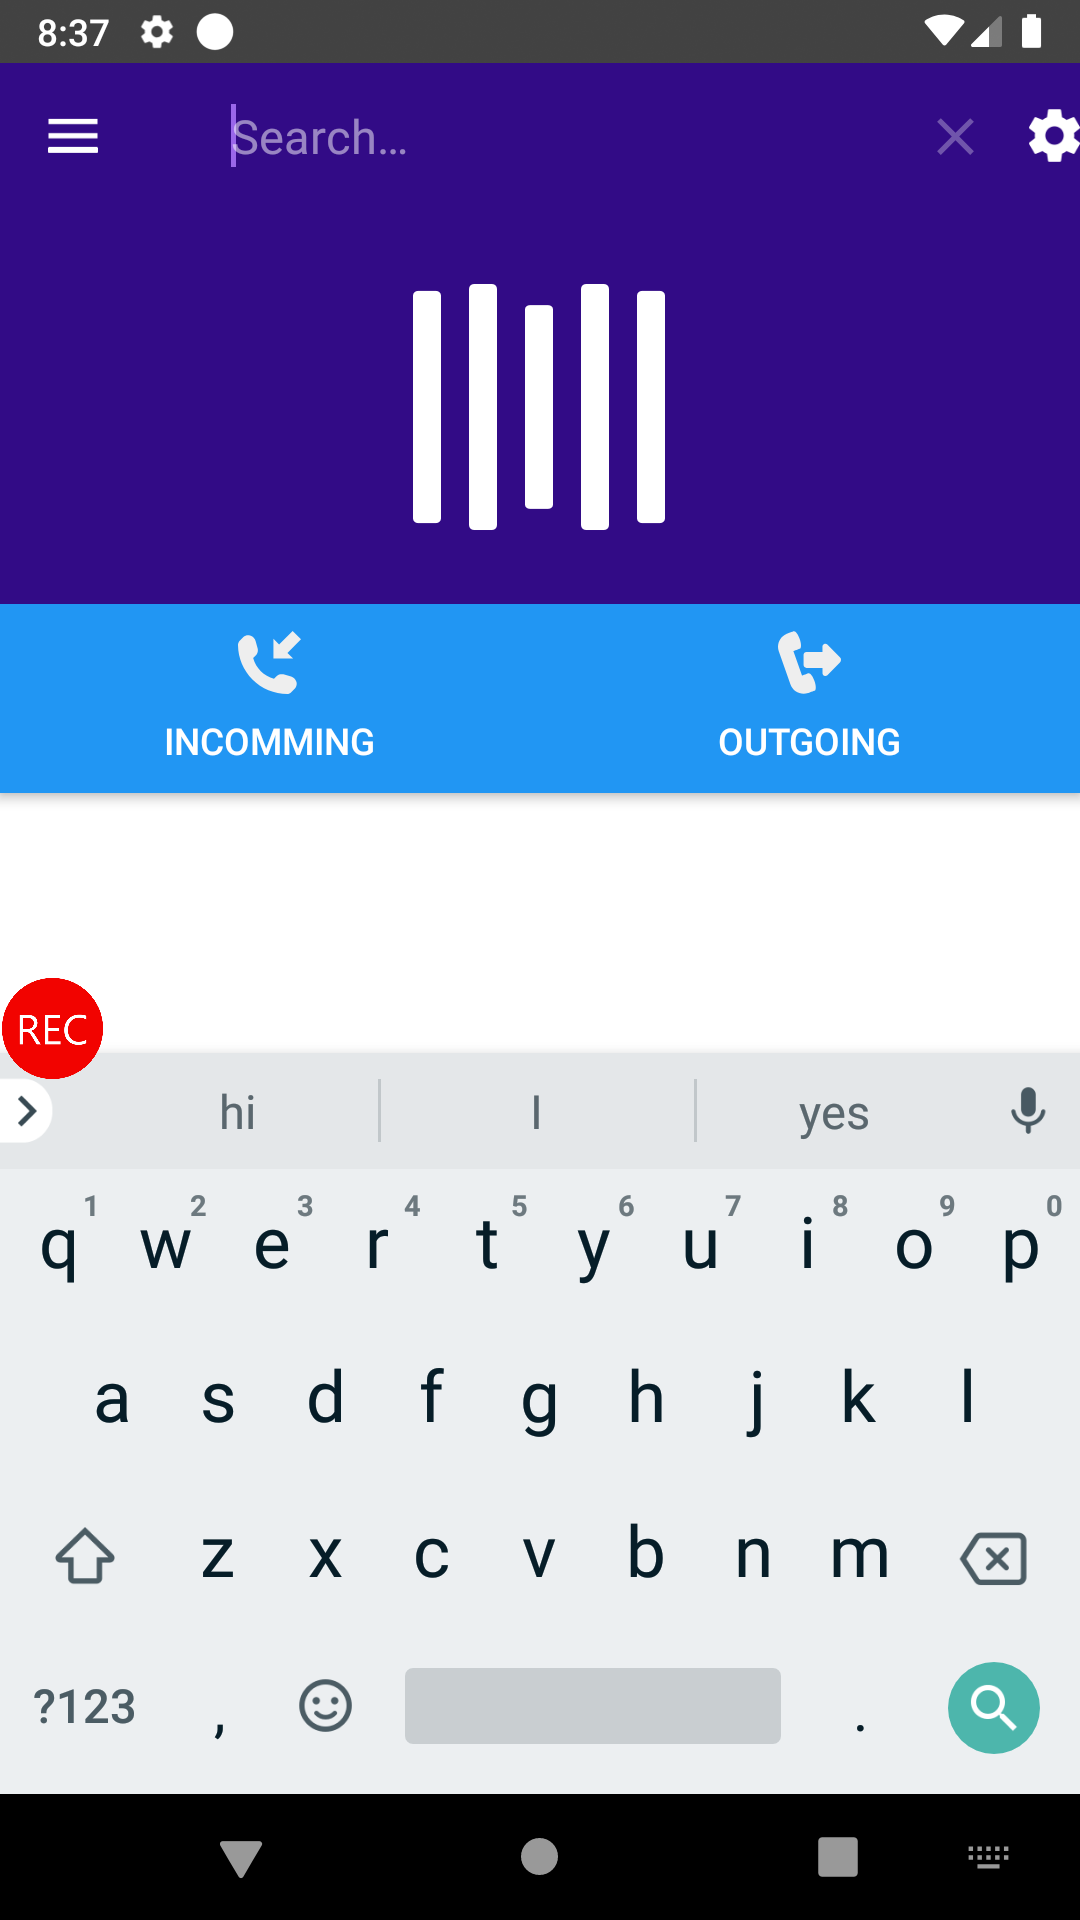 8:37
Search...
INCOMMING
OUTGOING
REC
hi
I
yes
1 2 3 4 5 6 7 8 9 0
q w e r t y u i o p
a s d f g h j k l
z x c v b n m
?123 , .